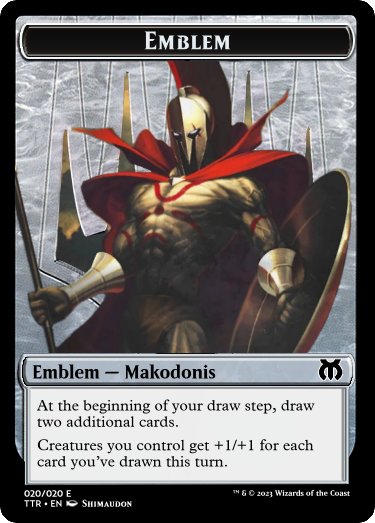 EMBLEM
Emblem — Makodonis
At the beginning of your draw step, draw
two additional cards.
Creatures you control get +1/+1 for each
card you've drawn this turn.
020/020 E
TTR • EN SHIMAUDON
™ & © 2023 Wizards of the Coast